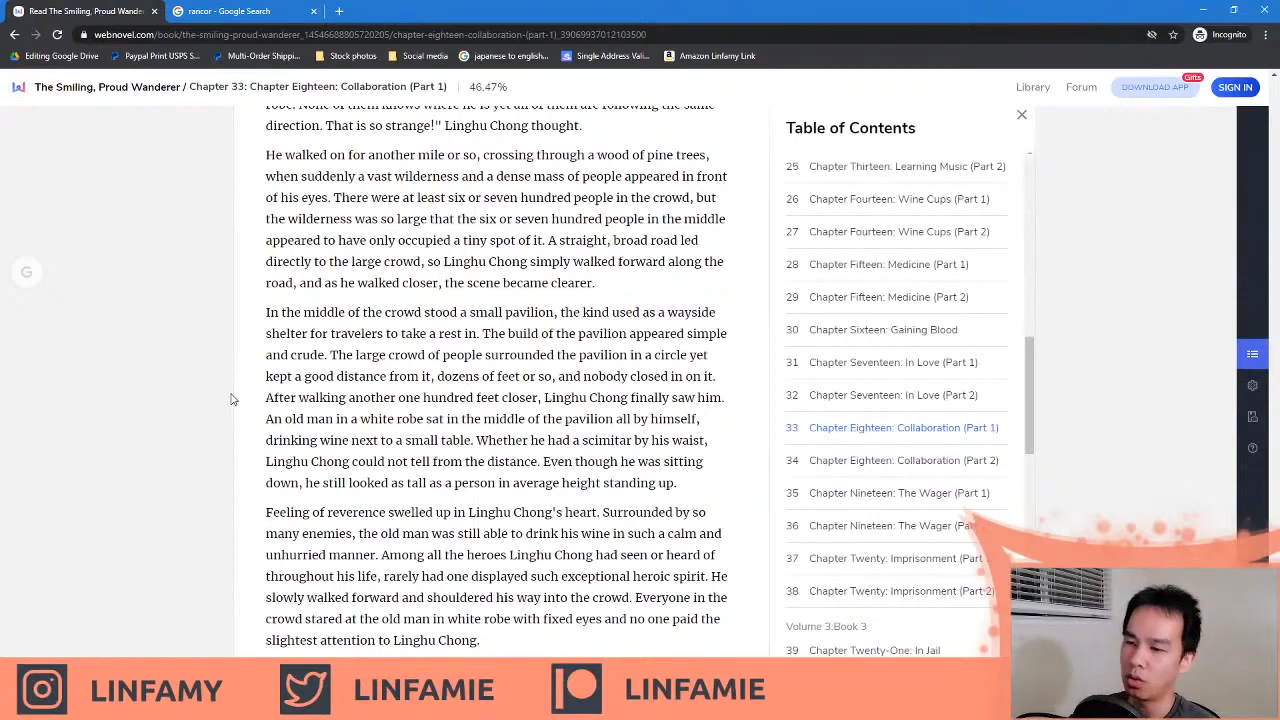 Read The Smiling, Proud Wande
rancor - Google Search
webnovel.com/book/the-smiling-proud-wanderer_14546688805720205/chapter-eighteen-collaboration-(part-1)_39069937012103500
Incognito
Editing Google Drive
Paypal Print USPS S...
Multi-Order Shippi...
Stock photos
Social media
japanese to english...
Single Address Vali...
Amazon Linfamy Link
The Smiling, Proud Wanderer / Chapter 33: Chapter Eighteen: Collaboration (Part 1)
46.47%
Library
Forum
DOWNLOAD APP
Gifts
SIGN IN
robe. None of them knows where he is yet all of them are following the same
direction. That is so strange!" Linghu Chong thought.
He walked on for another mile or so, crossing through a wood of pine trees,
when suddenly a vast wilderness and a dense mass of people appeared in front
of his eyes. There were at least six or seven hundred people in the crowd, but
the wilderness was so large that the six or seven hundred people in the middle
appeared to have only occupied a tiny spot of it. A straight, broad road led
directly to the large crowd, so Linghu Chong simply walked forward along the
road, and as he walked closer, the scene became clearer.
In the middle of the crowd stood a small pavilion, the kind used as a wayside
shelter for travelers to take a rest in. The build of the pavilion appeared simple
and crude. The large crowd of people surrounded the pavilion in a circle yet
kept a good distance from it, dozens of feet or so, and nobody closed in on it.
After walking another one hundred feet closer, Linghu Chong finally saw him.
An old man in a white robe sat in the middle of the pavilion all by himself,
drinking wine next to a small table. Whether he had a scimitar by his waist,
Linghu Chong could not tell from the distance. Even though he was sitting
down, he still looked as tall as a person in average height standing up.
Feeling of reverence swelled up in Linghu Chong's heart. Surrounded by so
many enemies, the old man was still able to drink his wine in such a calm and
unhurried manner. Among all the heroes Linghu Chong had seen or heard of
throughout his life, rarely had one displayed such exceptional heroic spirit. He
slowly walked forward and shouldered his way into the crowd. Everyone in the
crowd stared at the old man in white robe with fixed eyes and no one paid the
slightest attention to Linghu Chong.
Table of Contents
25 Chapter Thirteen: Learning Music (Part 2)
26 Chapter Fourteen: Wine Cups (Part 1)
27 Chapter Fourteen: Wine Cups (Part 2)
28 Chapter Fifteen: Medicine (Part 1)
29 Chapter Fifteen: Medicine (Part 2)
30 Chapter Sixteen: Gaining Blood
31 Chapter Seventeen: In Love (Part 1)
32 Chapter Seventeen: In Love (Part 2)
33 Chapter Eighteen: Collaboration (Part 1)
34 Chapter Eighteen: Collaboration (Part 2)
35 Chapter Nineteen: The Wager (Part 1)
36 Chapter Nineteen: The Wager (Pa
37 Chapter Twenty: Imprisonment (Part
38 Chapter Twenty: Imprisonment (Part 2)
Volume 3:Book 3
39 Chapter Twenty-One: In Jail
LINFAMY
LINFAMIE
LINFAMIE